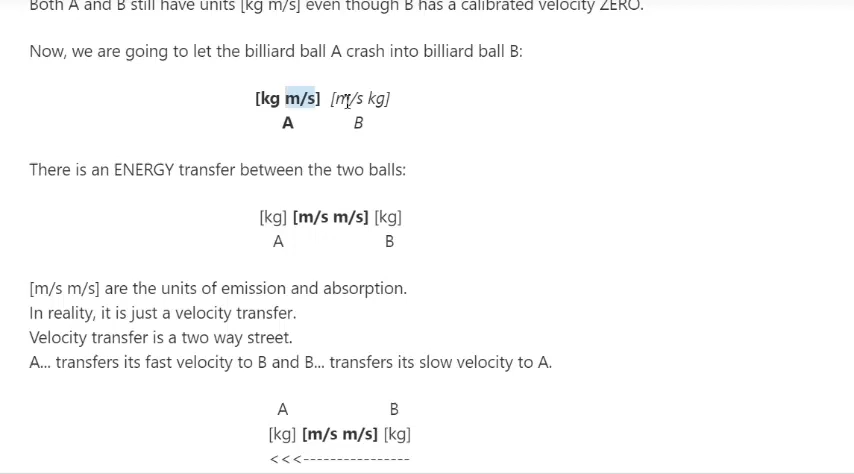 Both A and B still have units [kg m/s] even though B has a calibrated velocity ZERO.
Now, we are going to let the billiard ball A crash into billiard ball B:
[kg m/s] [m/s kg]
A B
There is an ENERGY transfer between the two balls:
[kg] [m/s m/s] [kg]
A B
[m/s m/s] are the units of emission and absorption.
In reality, it is just a velocity transfer.
Velocity transfer is a two way street.
A... transfers its fast velocity to B and B... transfers its slow velocity to A.
A B
[kg] [m/s m/s] [kg]
<<<----------------